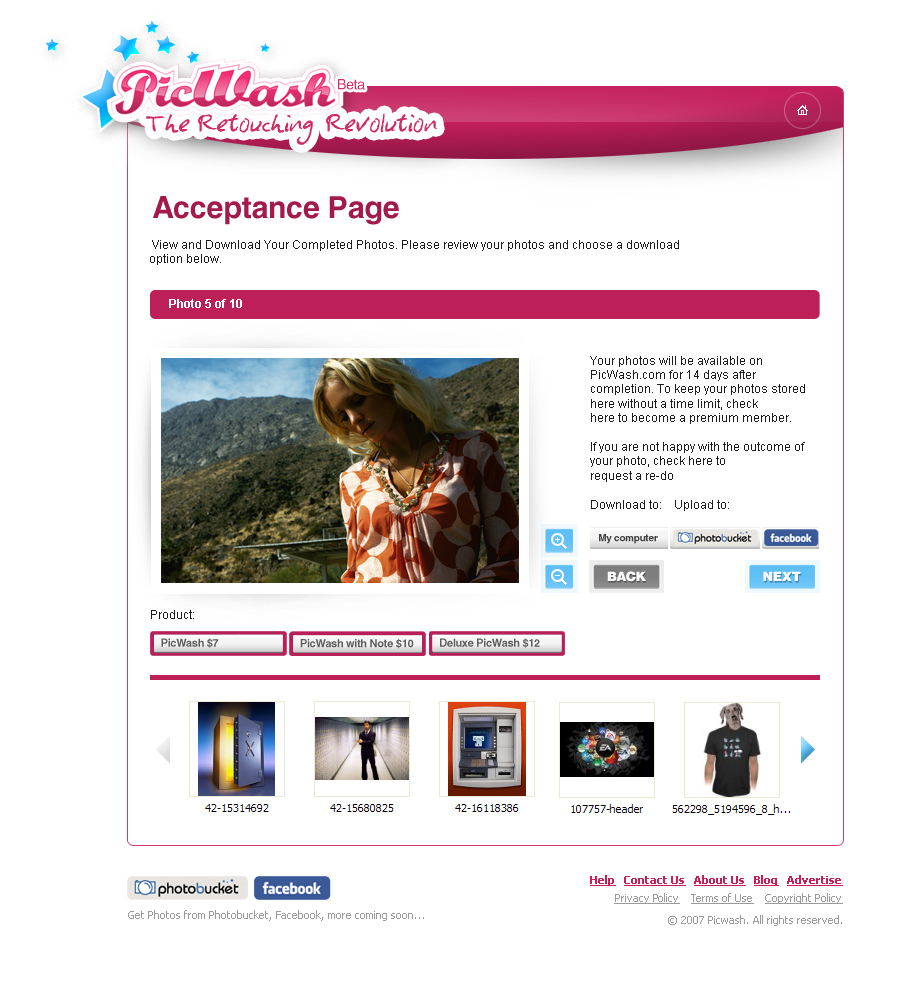 PicWash Beta
The Retouching Revolution
Acceptance Page
View and Download Your Completed Photos. Please review your photos and choose a download
option below.
Photo 5 of 10
Your photos will be available on
PicWash.com for 14 days after
completion. To keep your photos stored
here without a time limit, check
here to become a premium member.
If you are not happy with the outcome of
your photo, check here to
request a re-do
Download to: Upload to:
My computer photobucket facebook
BACK NEXT
Product:
PicWash $7 PicWash with Note $10 Deluxe PicWash $12
X
EA
42-15314692 42-15680825 42-16118386 107757-header 562298_5194596_8_h...
photobucket facebook
Help Contact Us About Us Blog Advertise
Privacy Policy Terms of Use Copyright Policy
Get Photos from Photobucket, Facebook, more coming soon...
© 2007 Picwash. All rights reserved.